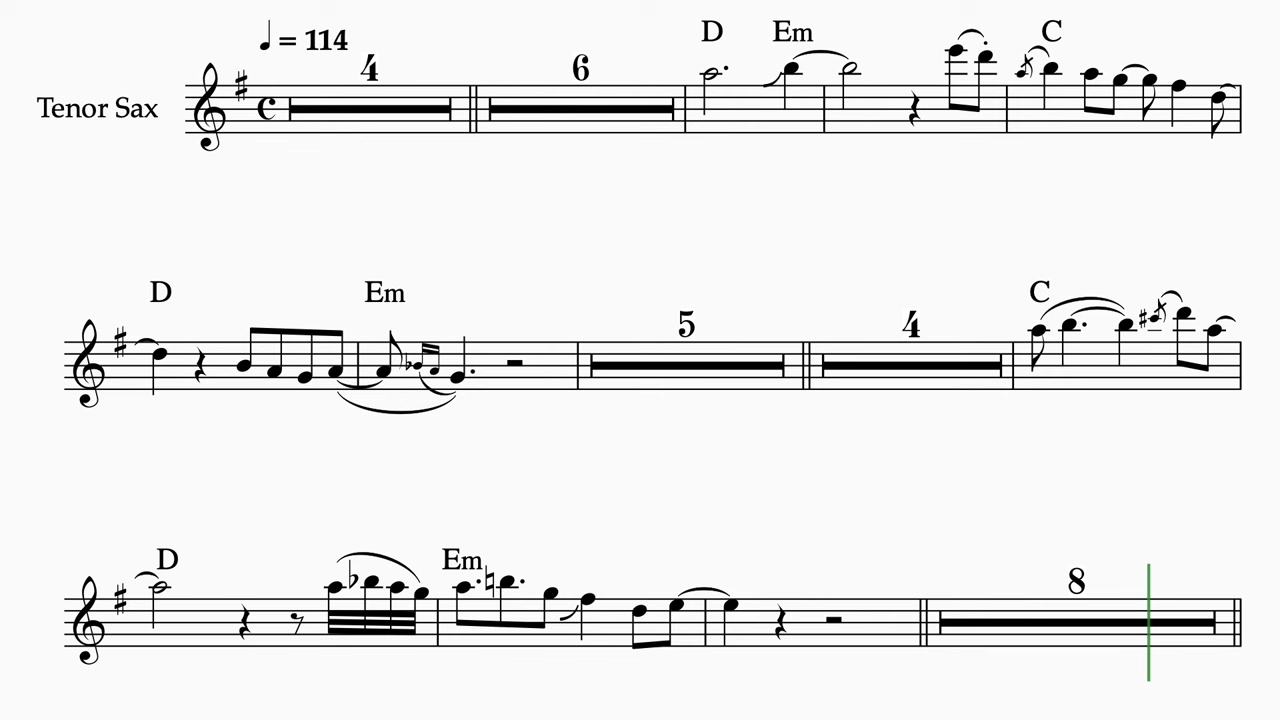 ♩ = 114
4 6 D Em C
Tenor Sax
D Em 5 4 C
D Em 8